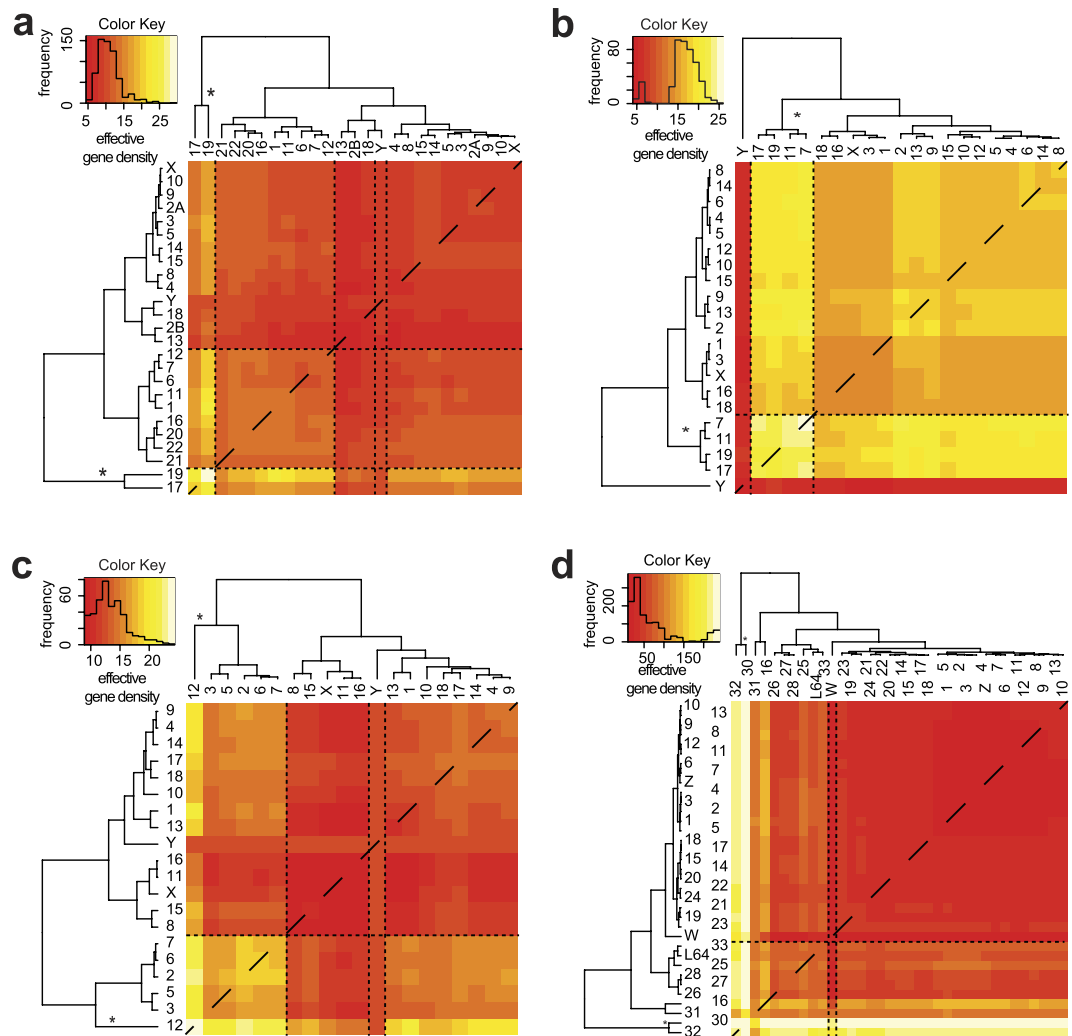 a
Color Key
150
0
frequency
5 15 25
effective
gene density
*
17 19 21 22 20 16 1 11 6 7 12 13 2B 18 Y 4 8 15 14 5 3 2A 9 10 X
X
10
9
2A
3
5
14
15
8
4
Y
18
2B
13
12
7
6
11
1
16
20
22
21
19
17
*
b
Color Key
80
0
frequency
5 15 25
effective
gene density
*
Y 17 19 11 7 18 16 X 3 1 2 13 9 15 10 12 5 4 6 14 8
8
14
6
4
5
12
10
15
9
13
2
1
3
X
16
18
7
11
19
17
Y
*
c
Color Key
60
0
frequency
10 15 20
effective
gene density
*
12 3 5 2 6 7 8 15 X 11 16 Y 13 1 10 18 17 14 4 9
9
4
14
17
18
10
1
13
Y
16
11
X
15
8
7
6
2
5
3
12
*
d
Color Key
200
0
frequency
50 150
effective
gene density
*
32 30 31 16 26 27 28 25 L64 33 W 23 19 21 24 22 20 14 15 17 18 5 1 2 3 4 Z 7 6 11 12 8 9 13 10
10
13
9
8
12
11
6
7
Z
4
3
2
1
5
18
17
15
14
20
22
24
21
19
23
W
33
L64
25
28
27
26
16
31
30
32
*